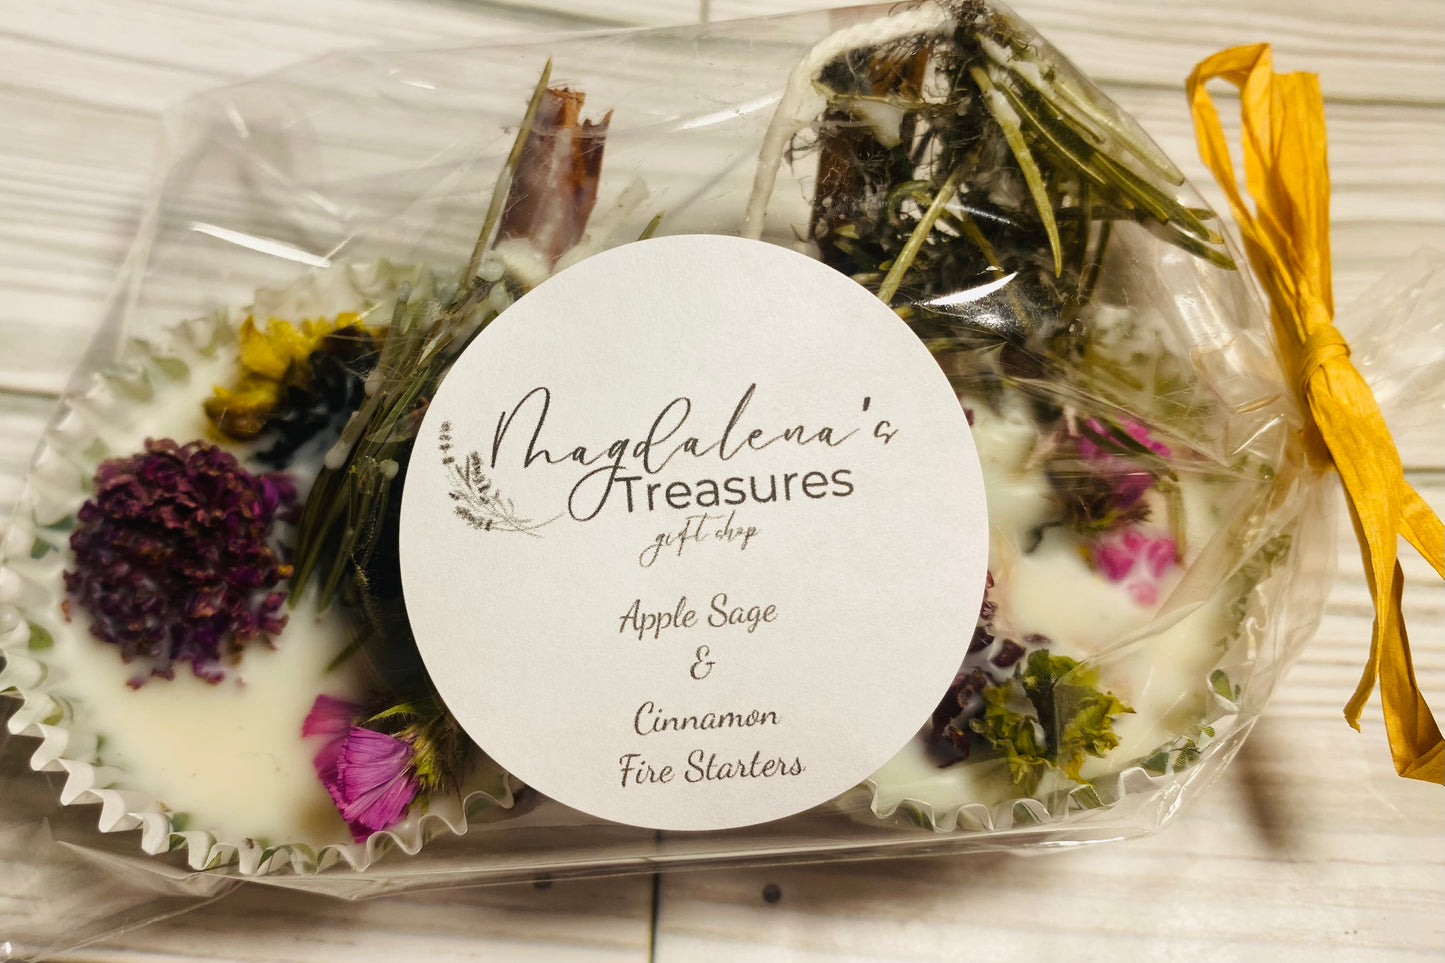 Magdalena's
Treasures
gift shop
Apple Sage
&
Cinnamon
Fire Starters